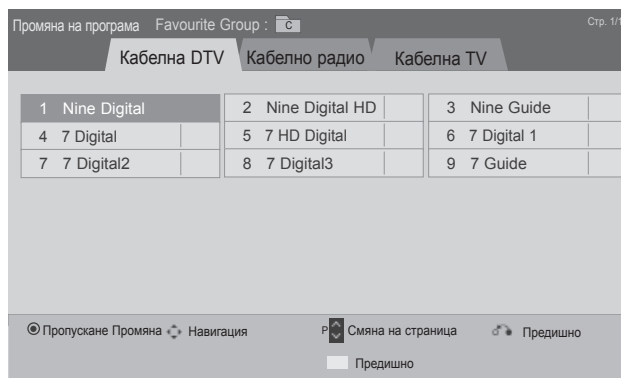 Промяна на програма Favourite Group : C Стр. 1/1
Кабелна DTV Кабелно радио Кабелна TV
1 Nine Digital 2 Nine Digital HD 3 Nine Guide
4 7 Digital 5 7 HD Digital 6 7 Digital 1
7 7 Digital2 8 7 Digital3 9 7 Guide
Пропускане Промяна Навигация P Смяна на страница Предишно
Предишно